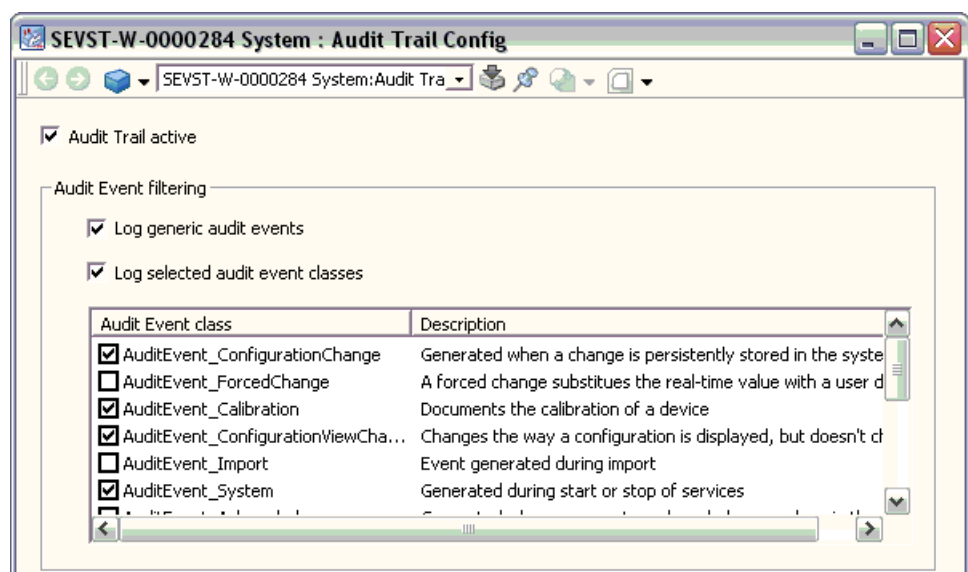 SEVST-W-0000284 System : Audit Trail Config
SEVST-W-0000284 System:Audit Tra
Audit Trail active
Audit Event filtering
Log generic audit events
Log selected audit event classes
Audit Event class Description
AuditEvent_ConfigurationChange Generated when a change is persistently stored in the syste
AuditEvent_ForcedChange A forced change substitues the real-time value with a user d
AuditEvent_Calibration Documents the calibration of a device
AuditEvent_ConfigurationViewCha... Changes the way a configuration is displayed, but doesn't ch
AuditEvent_Import Event generated during import
AuditEvent_System Generated during start or stop of services